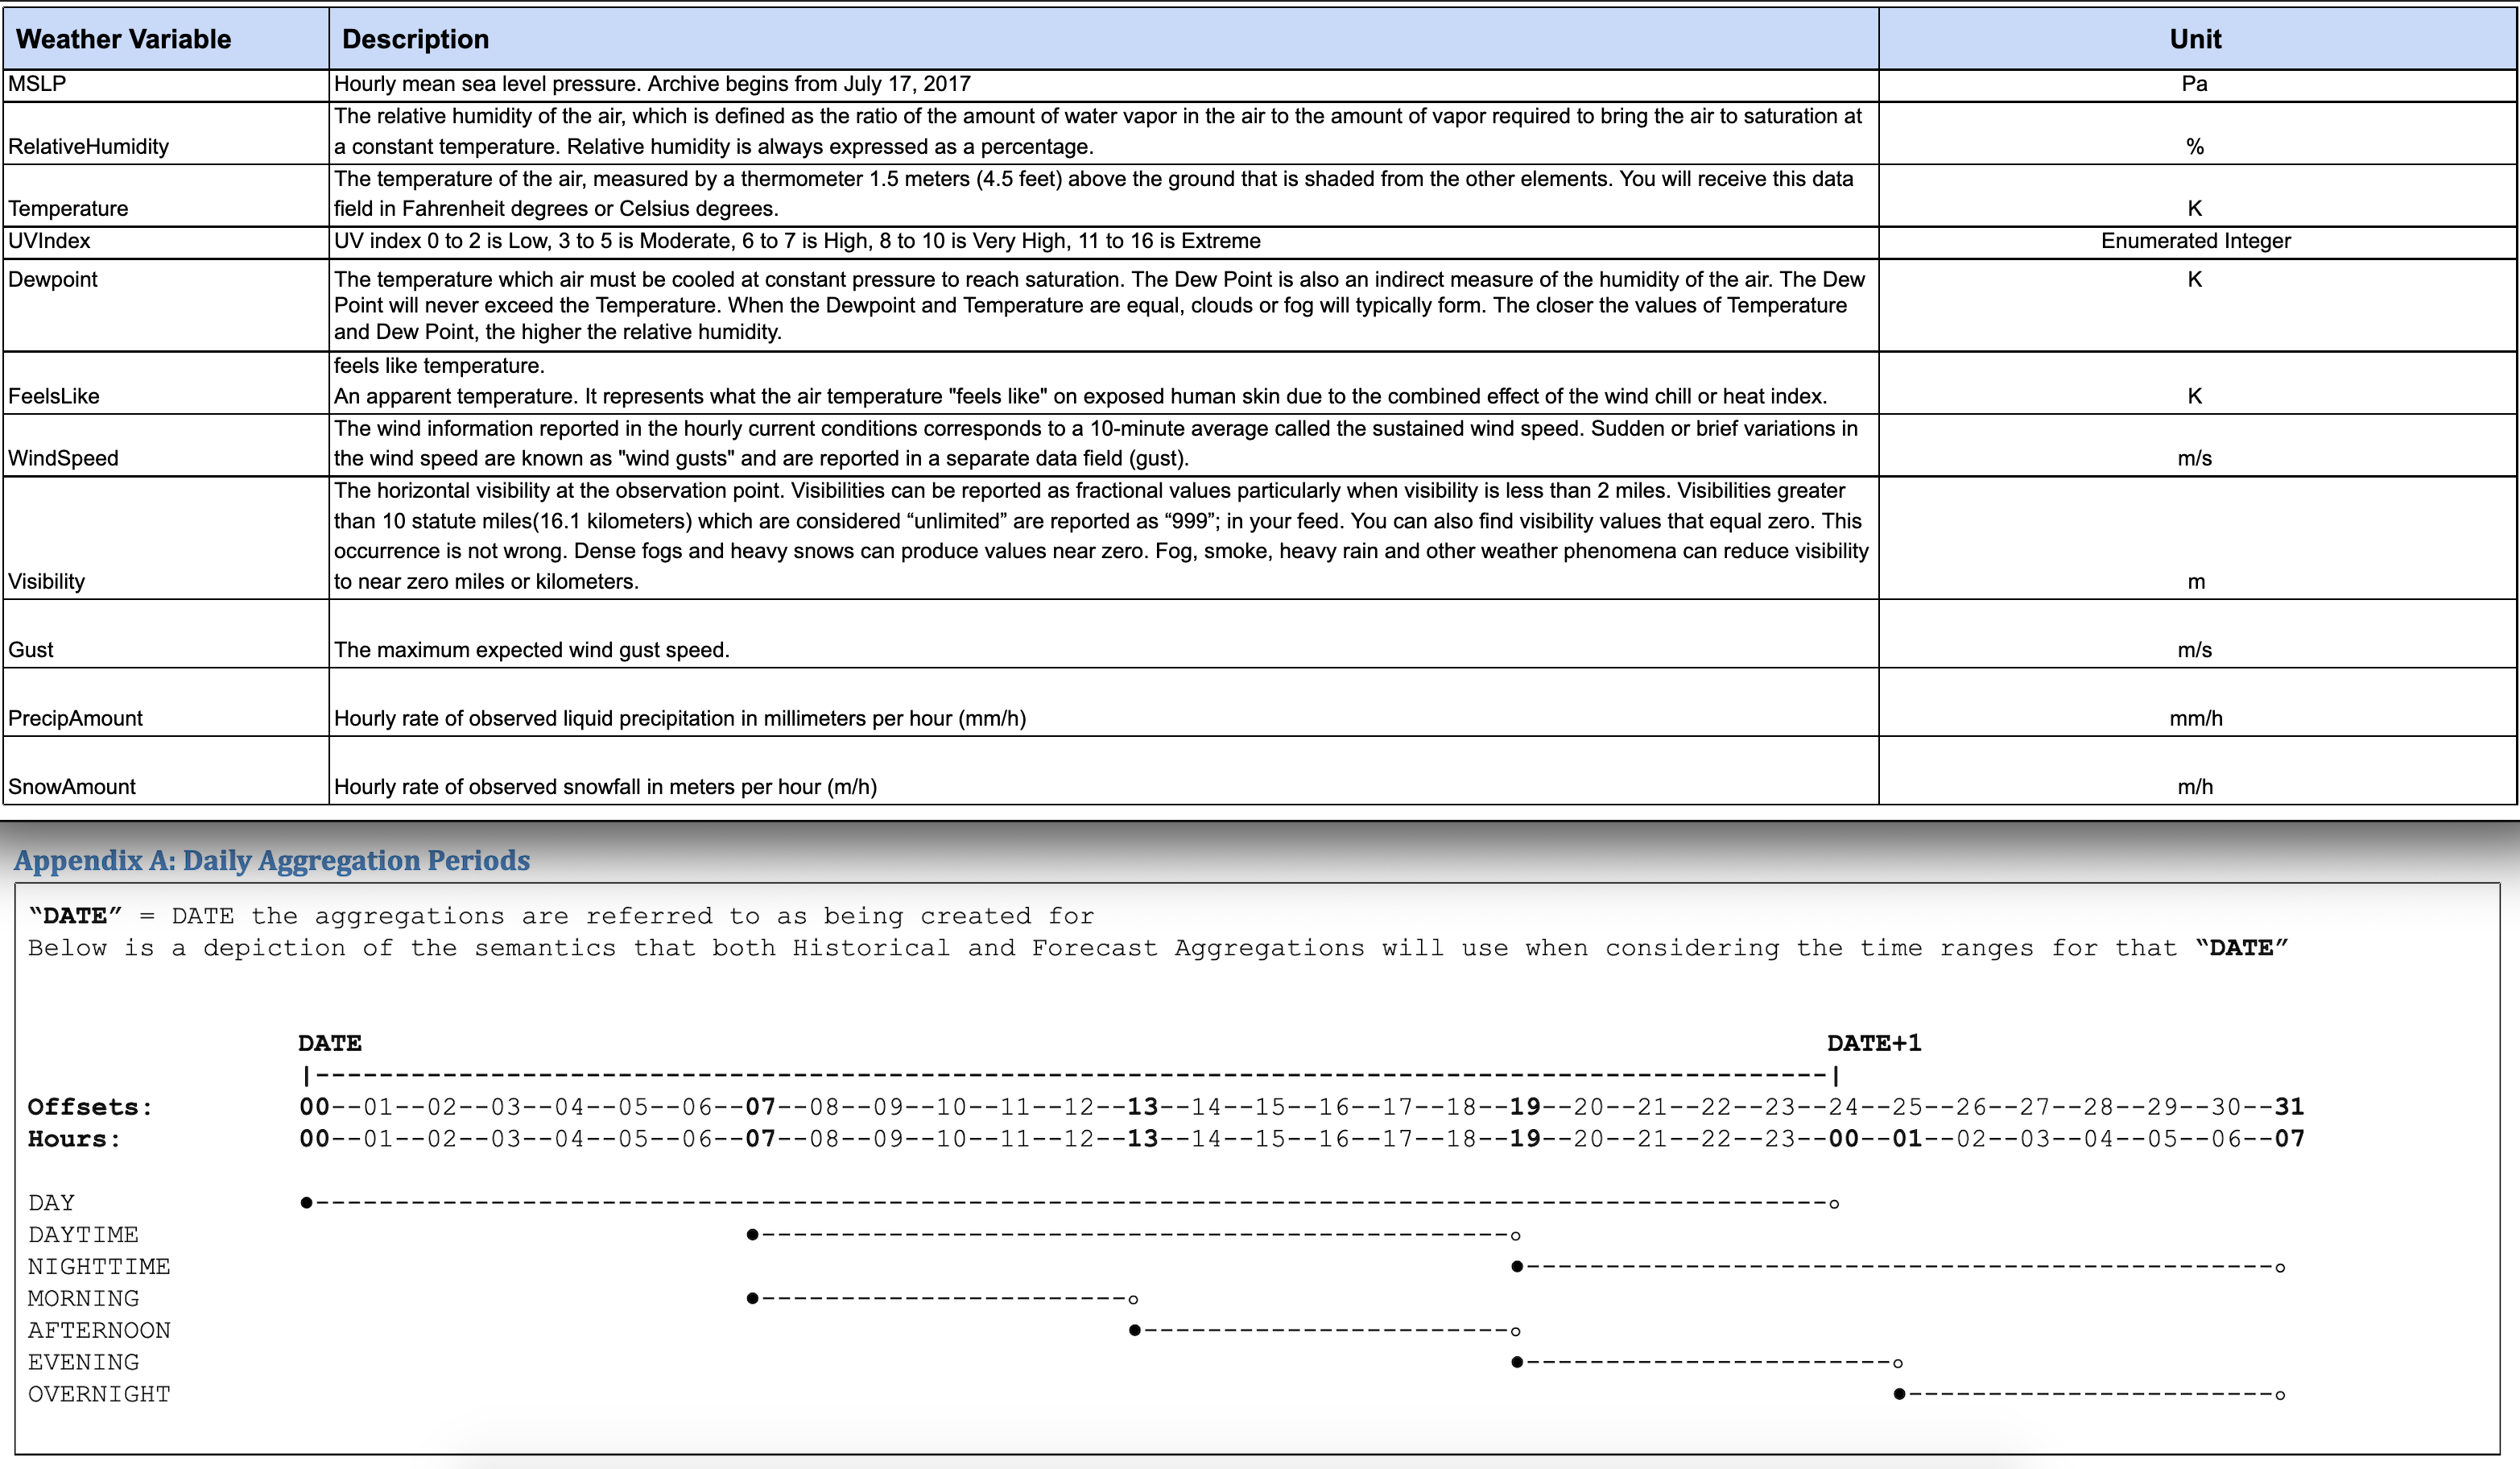 Weather Variable Description Unit
MSLP Hourly mean sea level pressure. Archive begins from July 17, 2017 Pa
The relative humidity of the air, which is defined as the ratio of the amount of water vapor in the air to the amount of vapor required to bring the air to saturation at
RelativeHumidity a constant temperature. Relative humidity is always expressed as a percentage. %
The temperature of the air, measured by a thermometer 1.5 meters (4.5 feet) above the ground that is shaded from the other elements. You will receive this data
Temperature field in Fahrenheit degrees or Celsius degrees. K
UVIndex UV index 0 to 2 is Low, 3 to 5 is Moderate, 6 to 7 is High, 8 to 10 is Very High, 11 to 16 is Extreme Enumerated Integer
Dewpoint The temperature which air must be cooled at constant pressure to reach saturation. The Dew Point is also an indirect measure of the humidity of the air. The Dew K
Point will never exceed the Temperature. When the Dewpoint and Temperature are equal, clouds or fog will typically form. The closer the values of Temperature
and Dew Point, the higher the relative humidity.
feels like temperature.
FeelsLike An apparent temperature. It represents what the air temperature "feels like" on exposed human skin due to the combined effect of the wind chill or heat index. K
The wind information reported in the hourly current conditions corresponds to a 10-minute average called the sustained wind speed. Sudden or brief variations in
WindSpeed the wind speed are known as "wind gusts" and are reported in a separate data field (gust). m/s
The horizontal visibility at the observation point. Visibilities can be reported as fractional values particularly when visibility is less than 2 miles. Visibilities greater
than 10 statute miles(16.1 kilometers) which are considered “unlimited” are reported as “999”; in your feed. You can also find visibility values that equal zero. This
occurrence is not wrong. Dense fogs and heavy snows can produce values near zero. Fog, smoke, heavy rain and other weather phenomena can reduce visibility
Visibility to near zero miles or kilometers. m
Gust The maximum expected wind gust speed. m/s
PrecipAmount Hourly rate of observed liquid precipitation in millimeters per hour (mm/h) mm/h
SnowAmount Hourly rate of observed snowfall in meters per hour (m/h) m/h
Appendix A: Daily Aggregation Periods
“DATE” = DATE the aggregations are referred to as being created for
Below is a depiction of the semantics that both Historical and Forecast Aggregations will use when considering the time ranges for that “DATE”
DATE DATE+1
Offsets: 00--01--02--03--04--05--06--07--08--09--10--11--12--13--14--15--16--17--18--19--20--21--22--23--24--25--26--27--28--29--30--31
Hours: 00--01--02--03--04--05--06--07--08--09--10--11--12--13--14--15--16--17--18--19--20--21--22--23--00--01--02--03--04--05--06--07
DAY
DAYTIME
NIGHTTIME
MORNING
AFTERNOON
EVENING
OVERNIGHT